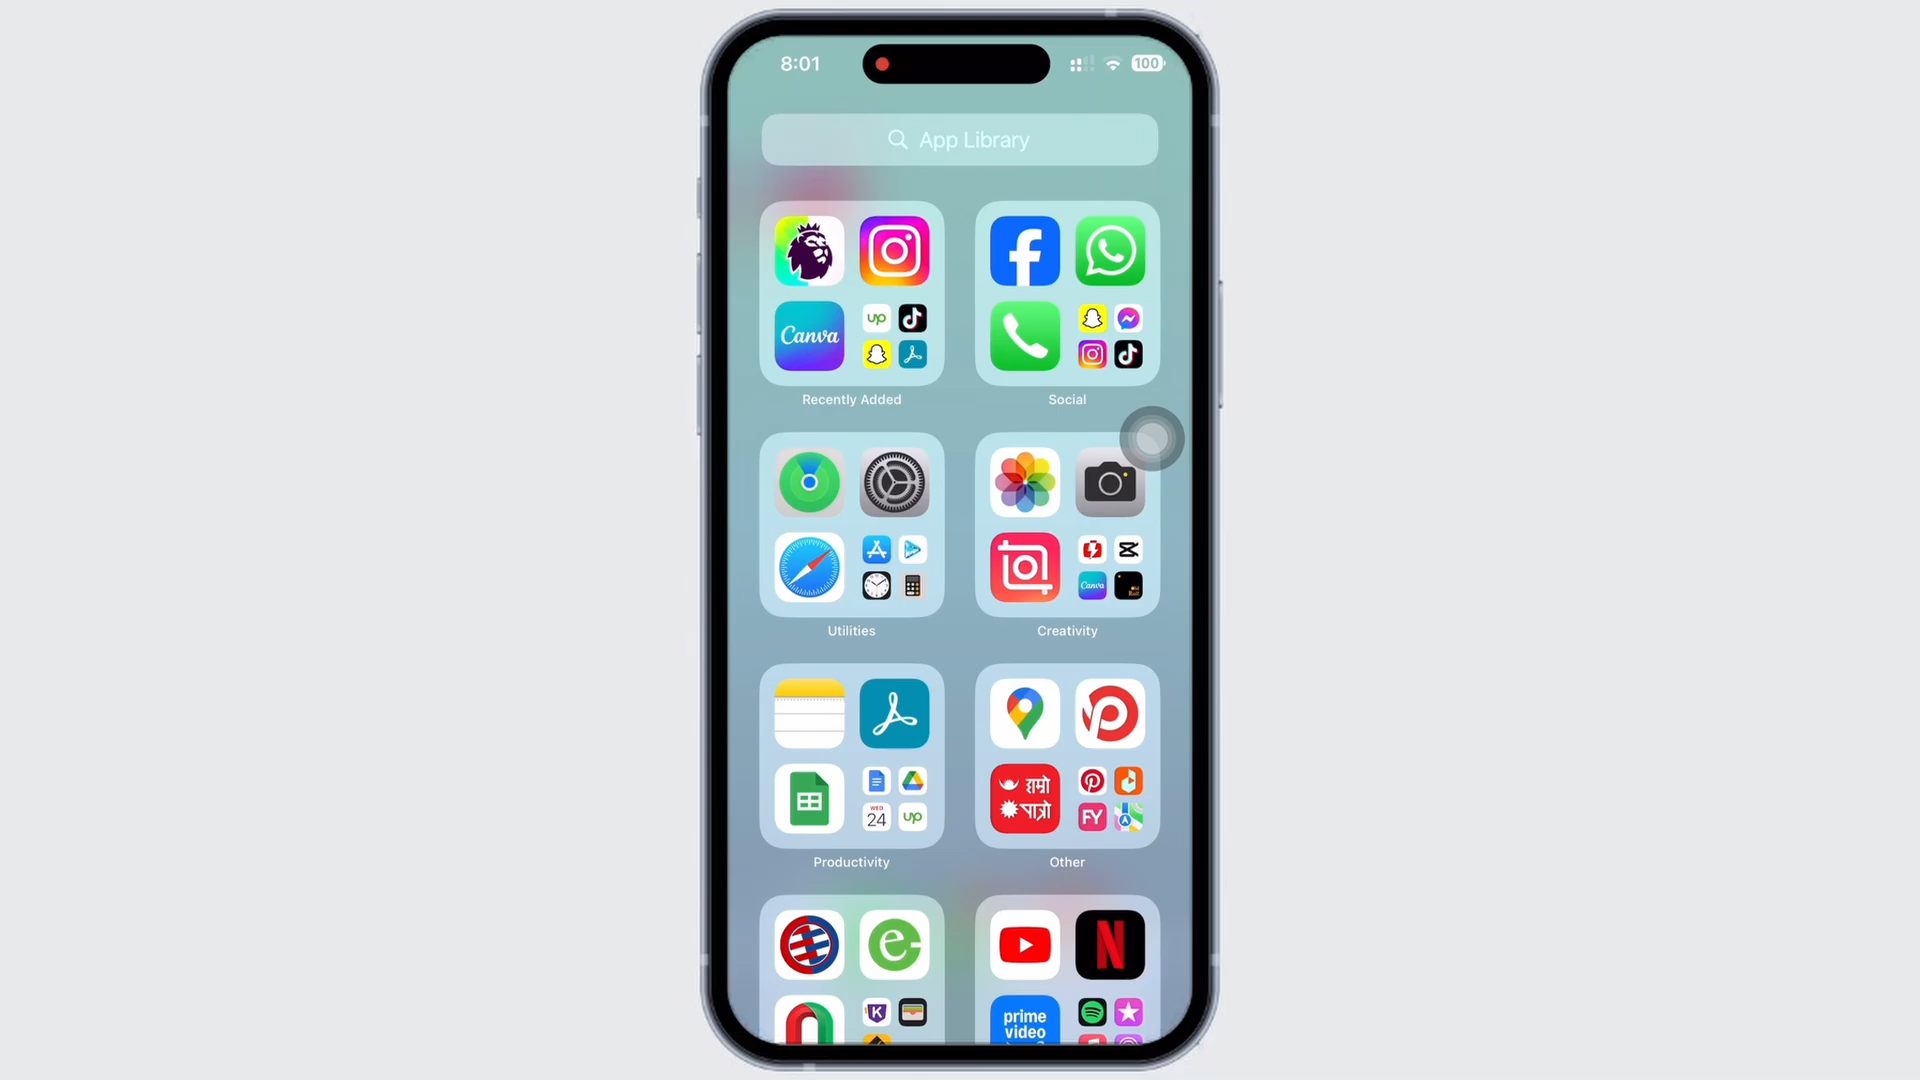 8:01
100
App Library
Canva
up
Recently Added
Social
Canva
Utilities
Creativity
हाम्रो
पात्रो
WED
24
up
FY
Productivity
Other
e
N
K
prime
video